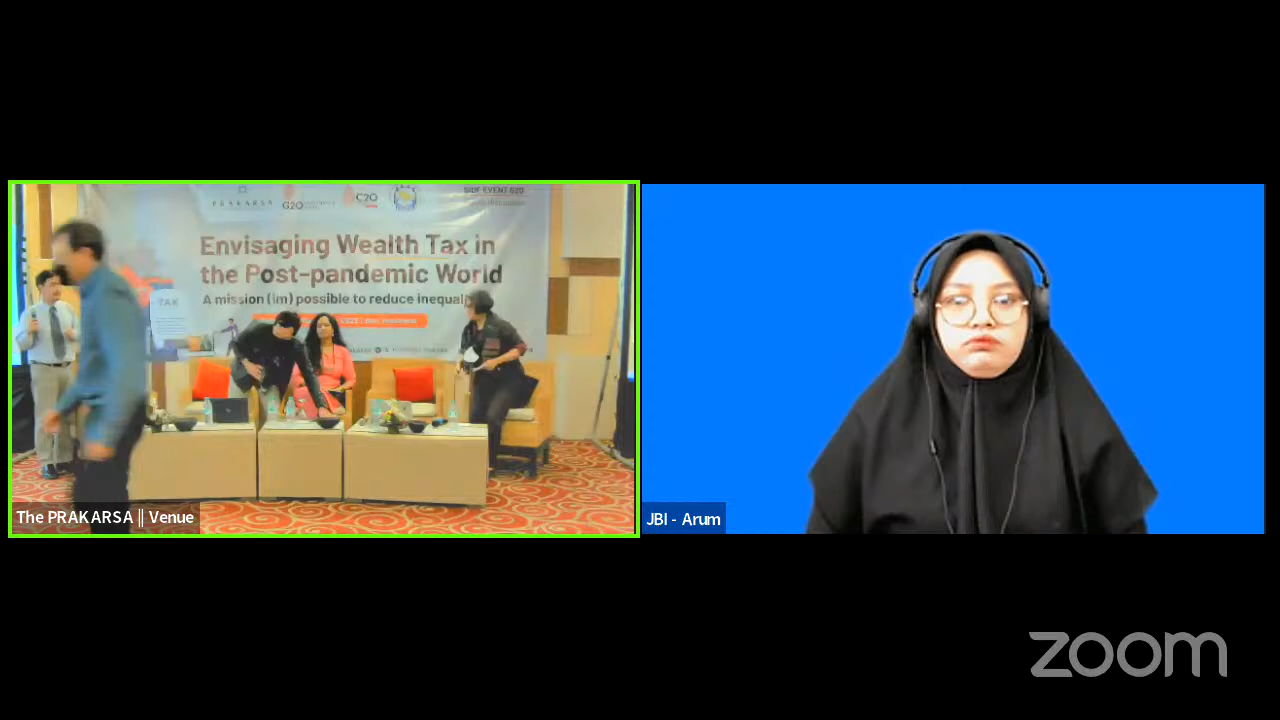 PRAKARSA
G20
C20
SIDE EVENT G20
Envisaging Wealth Tax in
the Post-pandemic World
A mission (im) possible to reduce inequality
TAX
The PRAKARSA || Venue
JBI - Arum
zoom